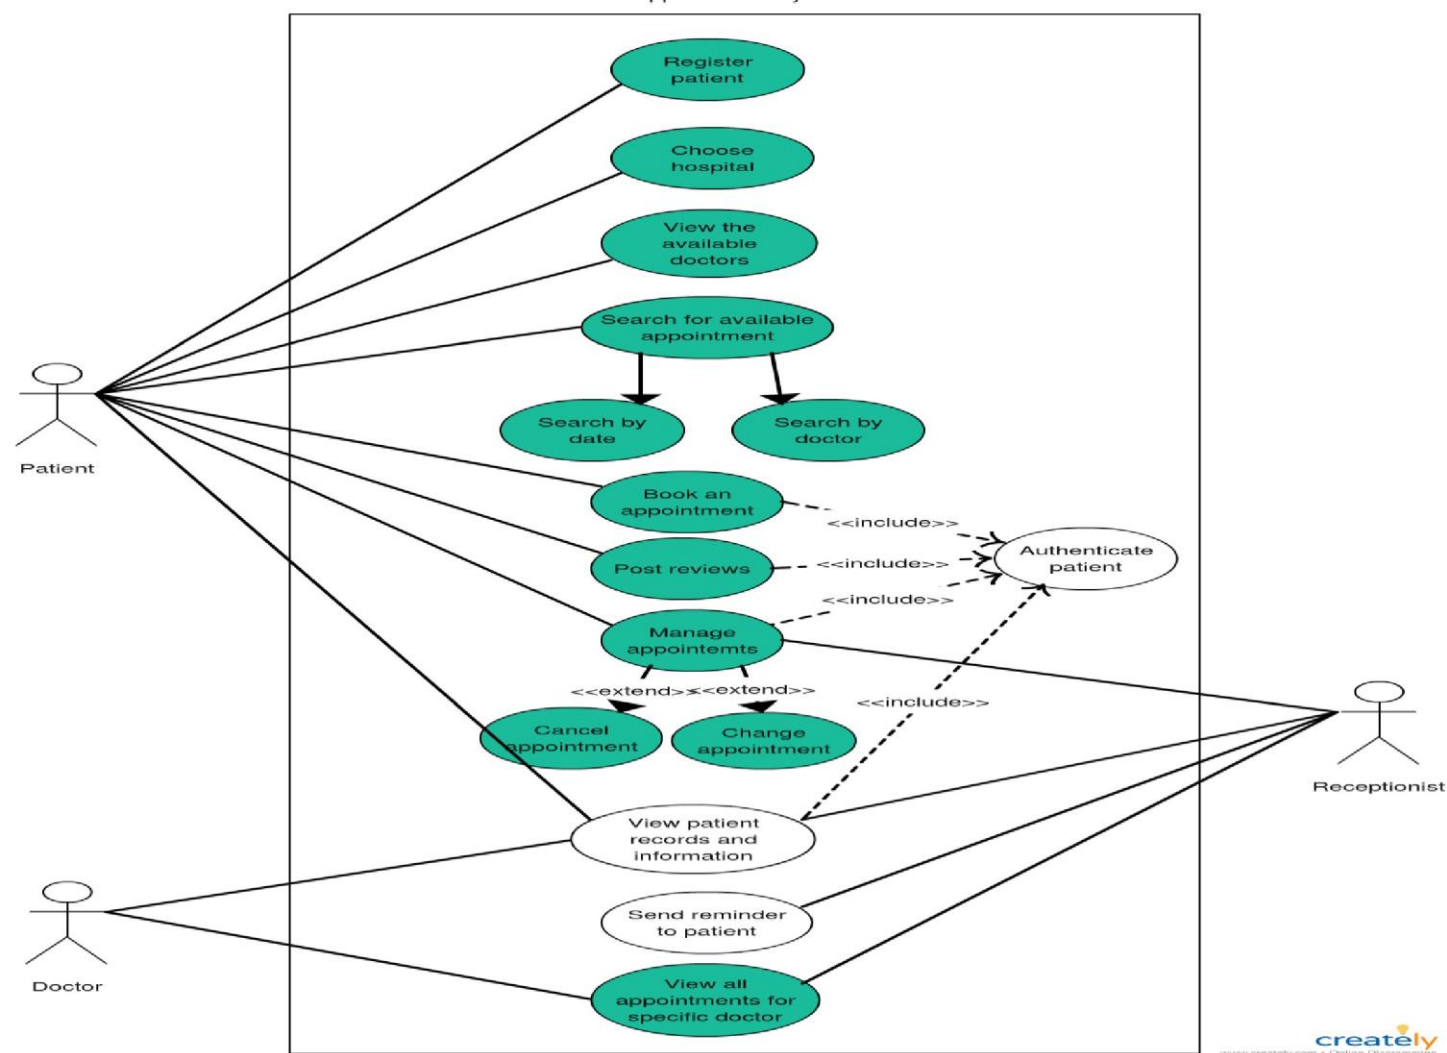 Register
patient
Choose
hospital
View the
available
doctors
Search for available
appointment
Search by
date
Search by
doctor
Patient
Book an
appointment
<<include>>
Authenticate
patient
Post reviews
<<include>>
<<include>>
Manage
appointemts
<<extend>>
<<extend>>
<<include>>
Cancel
appointment
Change
appointment
Receptionist
View patient
records and
information
Send reminder
to patient
Doctor
View all
appointments for
specific doctor
creately